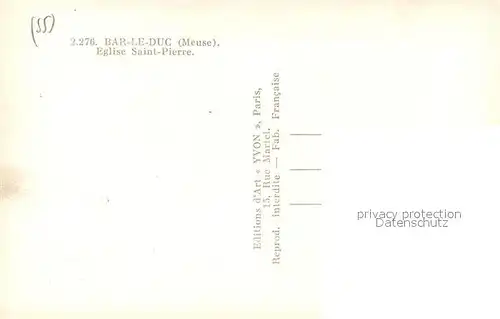 (55)
2.276. BAR-LE-DUC (Meuse).
Eglise Saint-Pierre.
Editions d'Art « YVON », Paris,
15, Rue Martel.
Reprod. interdite — Fab. Française
privacy protection
Datenschutz